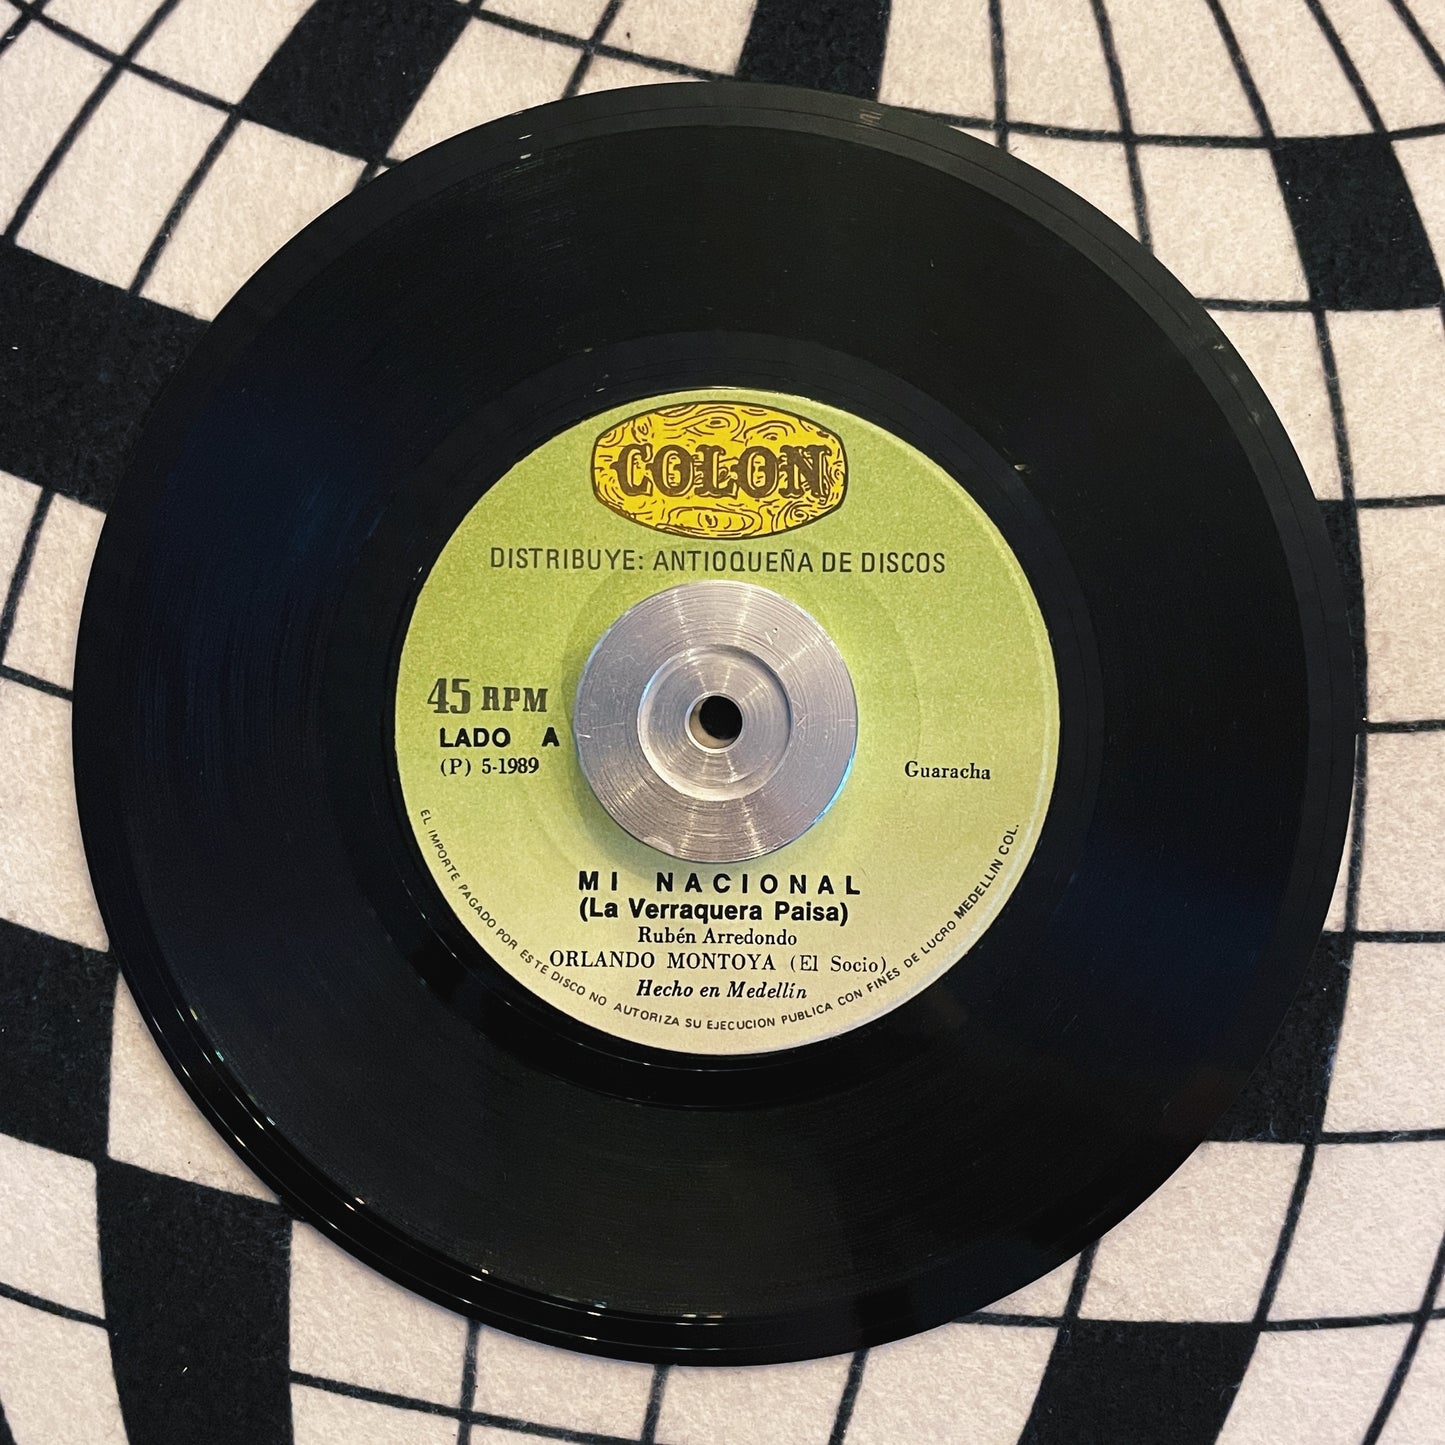 COLON
DISTRIBUYE: ANTIOQUEÑA DE DISCOS
45 RPM
LADO A
(P) 5-1989
Guaracha
MI NACIONAL
(La Verraquera Paisa)
Rubén Arredondo
ORLANDO MONTOYA (El Socio)
Hecho en Medellín
EL IMPORTE PAGADO POR ESTE DISCO NO AUTORIZA SU EJECUCION PUBLICA CON FINES DE LUCRO MEDELLIN COL.